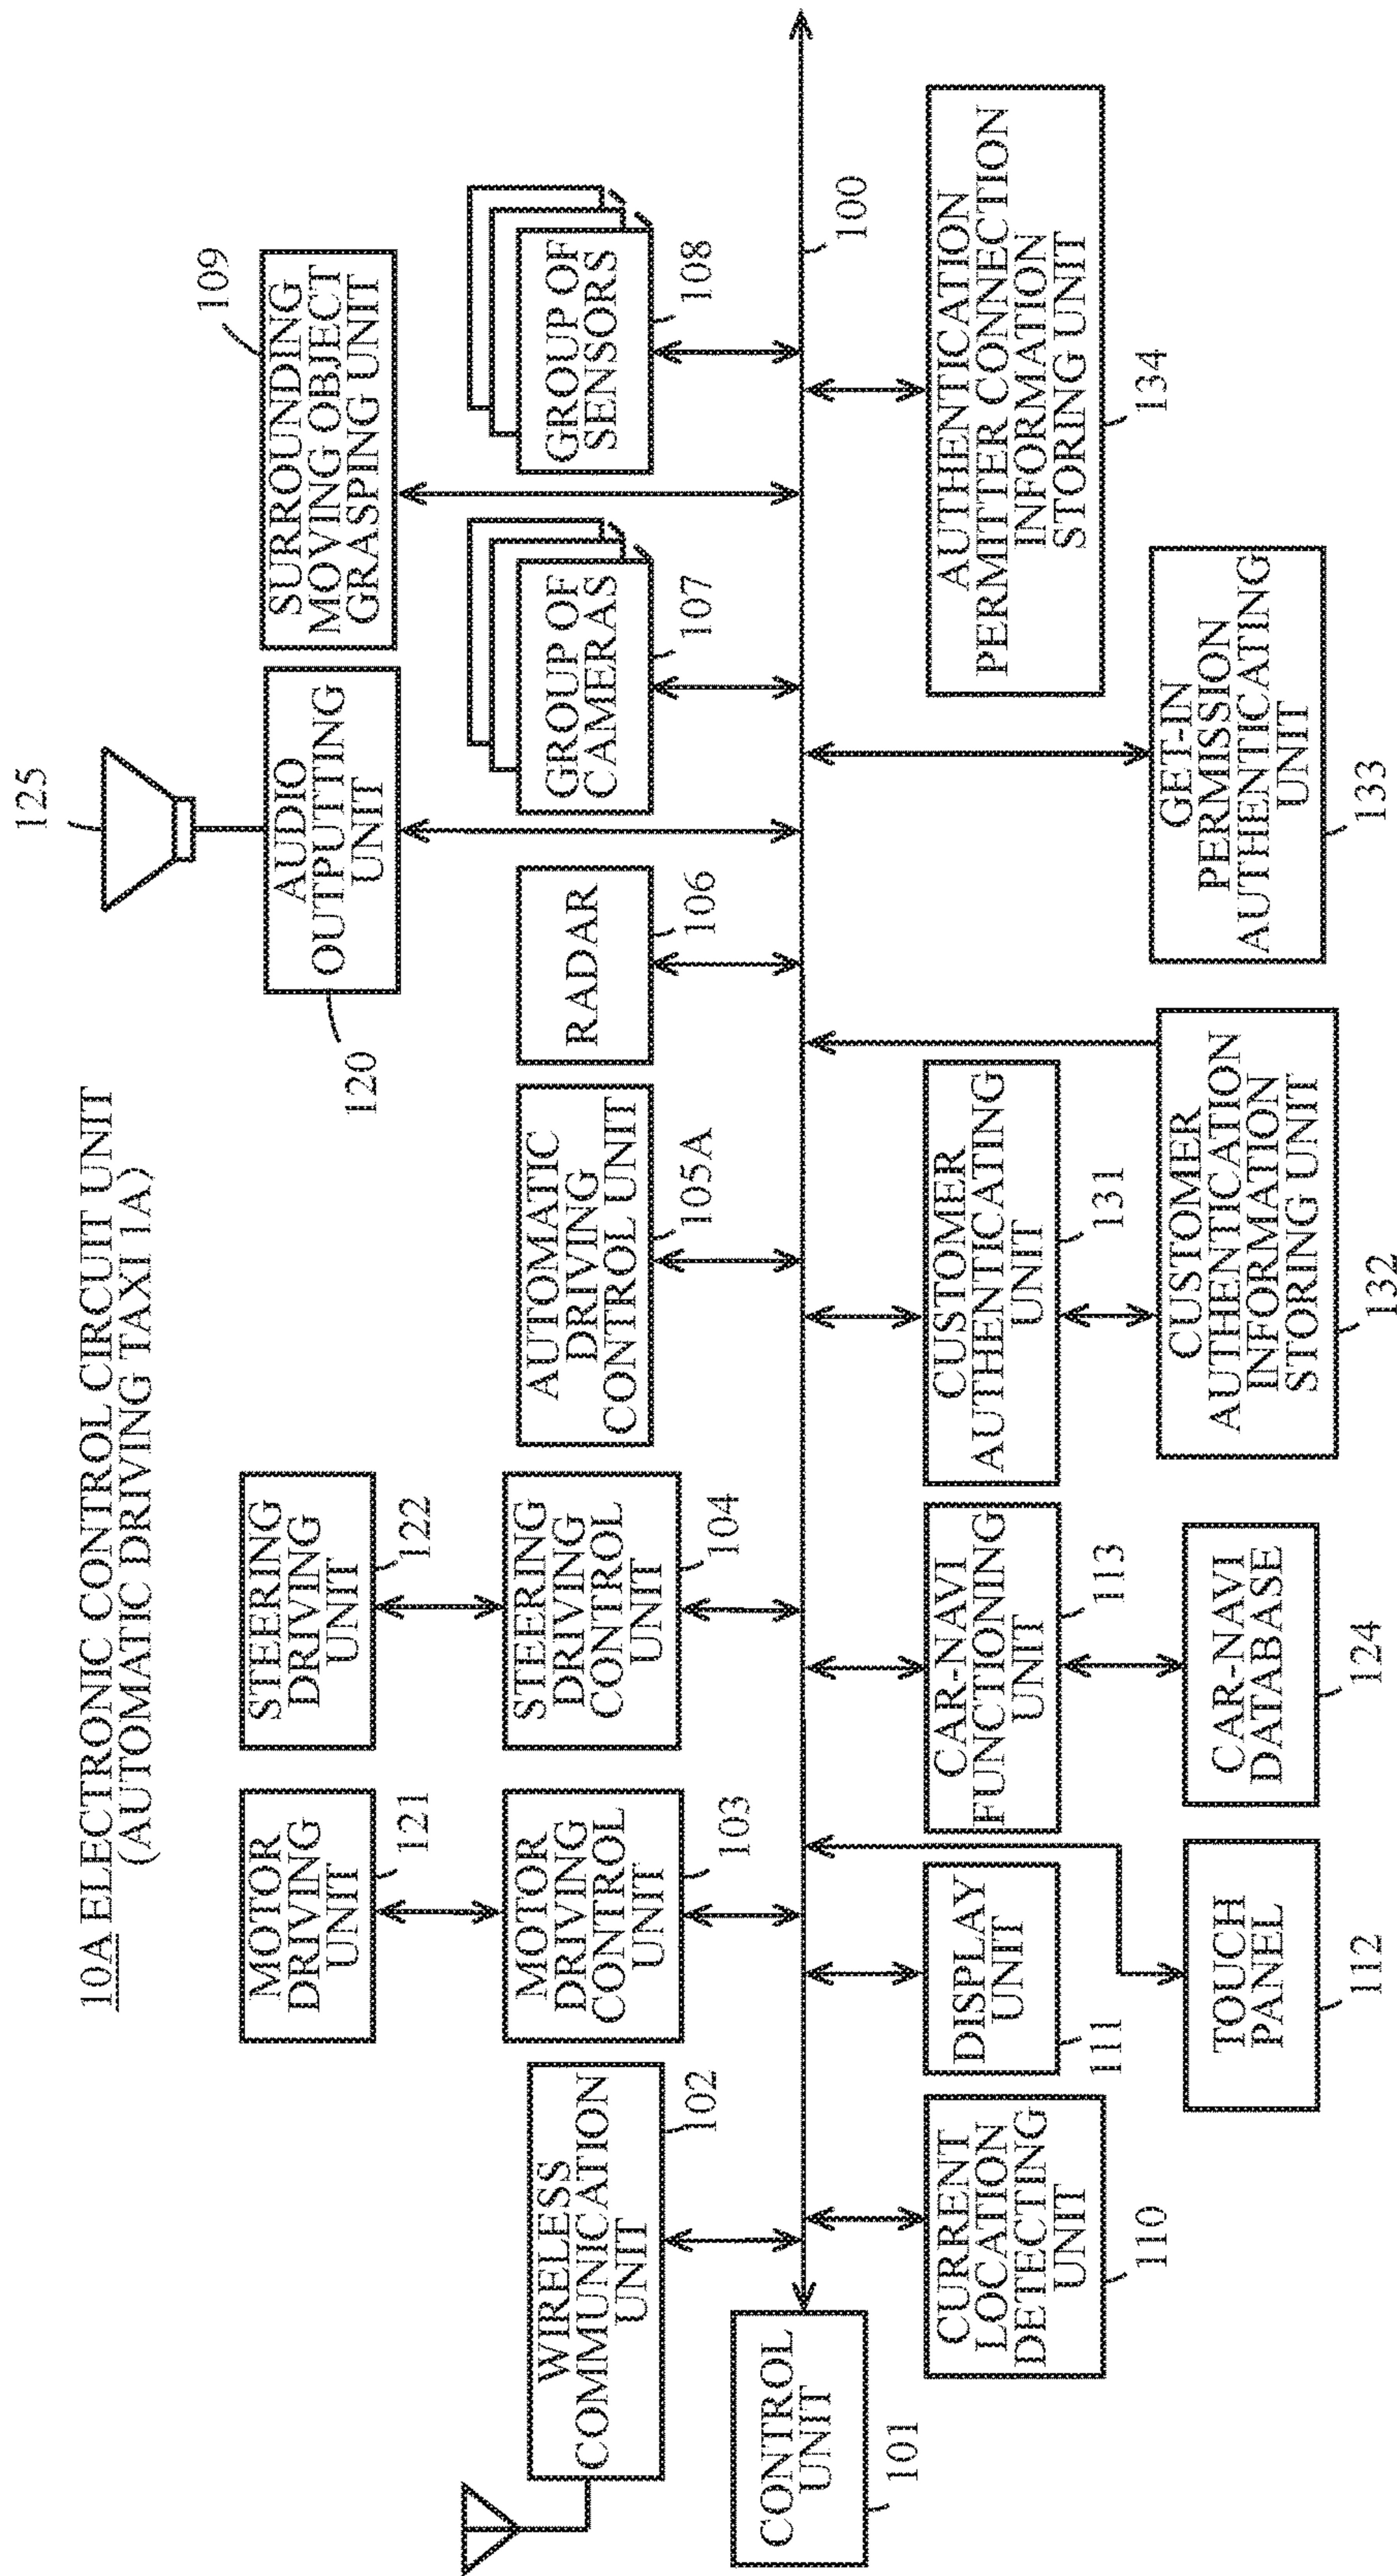 10A ELECTRONIC CONTROL CIRCUIT UNIT
(AUTOMATIC DRIVING TAXI 1A)
125
109
SURROUNDING
MOVING OBJECT
GRASPING UNIT
AUDIO
OUTPUTTING
UNIT
120
MOTOR
DRIVING
UNIT
121
STEERING
DRIVING
UNIT
122
WIRELESS
COMMUNICATION
UNIT
102
MOTOR
DRIVING
CONTROL
UNIT
103
STEERING
DRIVING
CONTROL
UNIT
104
AUTOMATIC
DRIVING
CONTROL UNIT
105A
RADAR
106
GROUP OF
CAMERAS
107
GROUP OF
SENSORS
108
CONTROL
UNIT
101
100
CURRENT
LOCATION
DETECTING
UNIT
110
DISPLAY
UNIT
111
CAR-NAVI
FUNCTIONING
UNIT
113
CUSTOMER
AUTHENTICATING
UNIT
131
AUTHENTICATION
PERMITTER CONNECTION
INFORMATION
STORING UNIT
134
TOUCH
PANEL
112
CAR-NAVI
DATABASE
124
CUSTOMER
AUTHENTICATION
INFORMATION
STORING UNIT
132
GET-IN
PERMISSION
AUTHENTICATING
UNIT
133